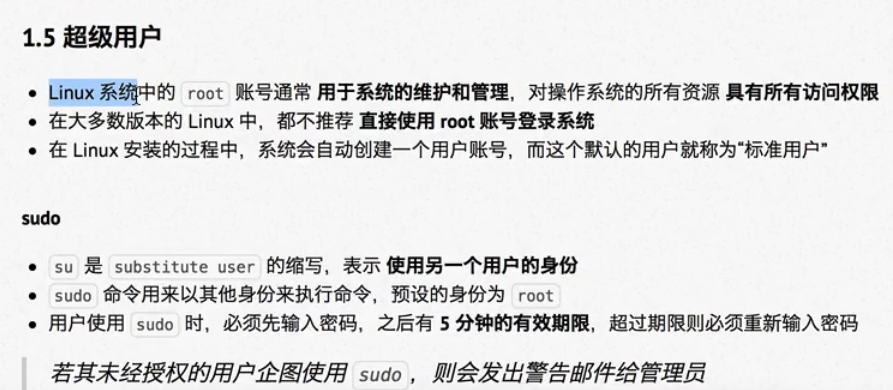 1.5 超级用户
Linux 系统中的 root 账号通常 用于系统的维护和管理，对操作系统的所有资源 具有所有访问权限
在大多数版本的 Linux 中，都不推荐 直接使用 root 账号登录系统
在 Linux 安装的过程中，系统会自动创建一个用户账号，而这个默认的用户就称为“标准用户”
sudo
su 是 substitute user 的缩写，表示 使用另一个用户的身份
sudo 命令用来以其他身份来执行命令，预设的身份为 root
用户使用 sudo 时，必须先输入密码，之后有 5 分钟的有效期限，超过期限则必须重新输入密码
若其未经授权的用户企图使用 sudo，则会发出警告邮件给管理员